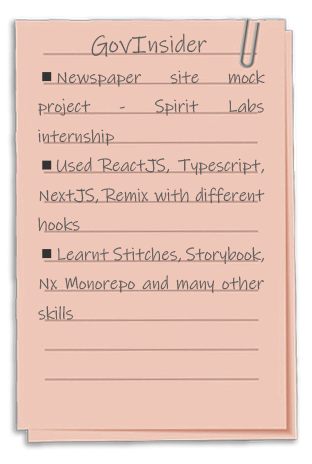 GovInsider
▪ Newspaper site mock
project - Spirit Labs
internship
▪ Used ReactJS, Typescript,
NextJS, Remix with different
hooks
▪ Learnt Stitches, Storybook,
Nx Monorepo and many other
skills